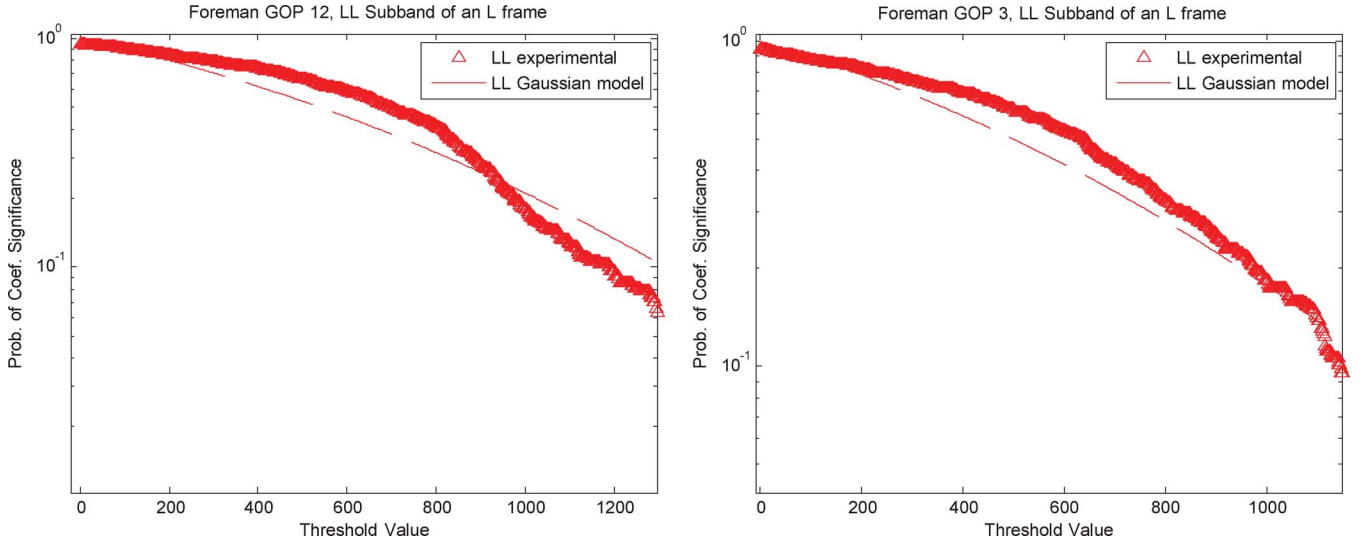 Foreman GOP 12, LL Subband of an L frame
10^0
10^-1
Prob. of Coef. Significance
LL experimental
LL Gaussian model
0 200 400 600 800 1000 1200
Threshold Value
Foreman GOP 3, LL Subband of an L frame
10^0
10^-1
Prob. of Coef. Significance
LL experimental
LL Gaussian model
0 200 400 600 800 1000
Threshold Value